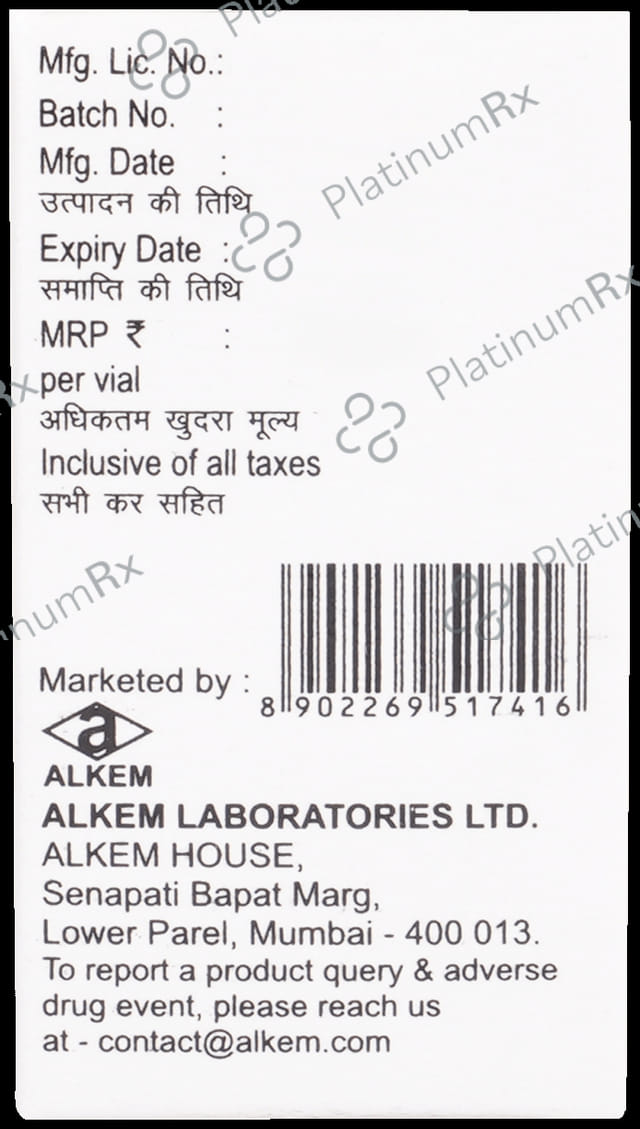 Mfg. Lic. No.:
Batch No. :
Mfg. Date :
उत्पादन की तिथि
Expiry Date :
समाप्ति की तिथि
MRP ₹ :
per vial
अधिकतम खुदरा मूल्य
Inclusive of all taxes
सभी कर सहित
Marketed by :
8 902269 517416
a
ALKEM
ALKEM LABORATORIES LTD.
ALKEM HOUSE,
Senapati Bapat Marg,
Lower Parel, Mumbai - 400 013.
To report a product query & adverse
drug event, please reach us
at - contact@alkem.com
PlatinumRx
PlatinumRx